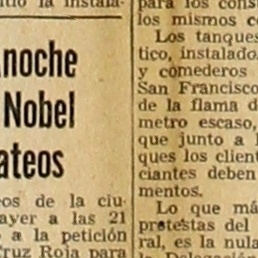 noche
Nobel
ateos
os de la ciu-
ayer a las 21
a la petición
Cruz Roja para
para los
los mismos
Los tanques
tico, instalado
y comederos
San Francisco
de la flama d
metro escaso,
que junto a l
ques los client
ciantes deben
mentos.
Lo que má
protestas del
ral, es la nula